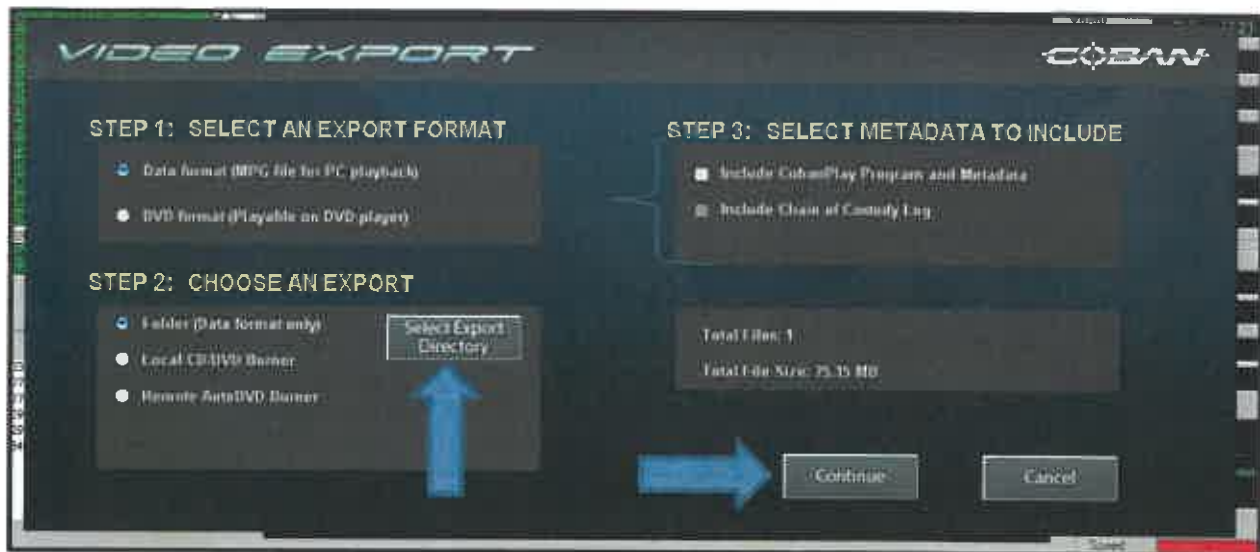 VIDEO EXPORT
COBAN
STEP 1: SELECT AN EXPORT FORMAT
Data format (MPG file for PC playback)
DVD format (Playable on DVD player)
STEP 2: CHOOSE AN EXPORT
Folder (Data format only)
Select Export
Directory
Local CD/DVD Burner
Remote AutoDVD Burner
STEP 3: SELECT METADATA TO INCLUDE
Include CobanPlay Program and Metadata
Include Chain of Custody Log
Total Files: 1
Total File Size: 75.15 MB
Continue
Cancel